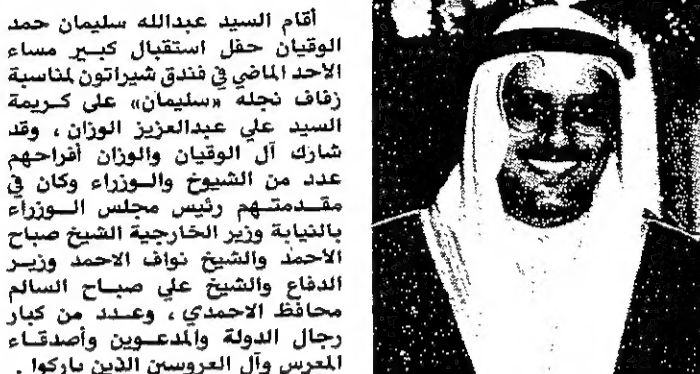 أقام السيد عبدالله سليمان حمد
الوقيان حفل استقبال كبير مساء
الاحد الماضي في فندق شيراتون لمناسبة
زفاف نجله «سليمان» على كريمة
السيد علي عبدالعزيز الوزان ، وقد
شارك آل الوقيان والوزان أفراحهم
عدد من الشيوخ والوزراء وكان في
مقدمتهم رئيس مجلس الوزراء
بالنيابة وزير الخارجية الشيخ صباح
الاحمد والشيخ نواف الاحمد وزير
الدفاع والشيخ علي صباح السالم
محافظ الاحمدي ، وعدد من كبار
رجال الدولة والمدعوين وأصدقاء
المعرس وآل العروسين الذين باركوا .